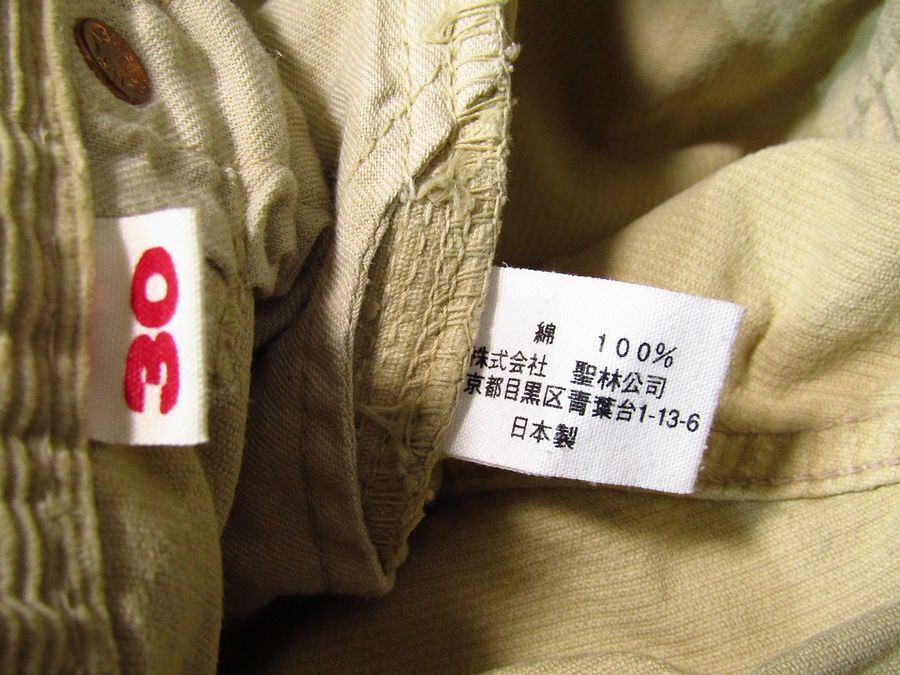 30
綿 100%
株式会社 聖林公司
京都目黒区青葉台1-13-6
日本製